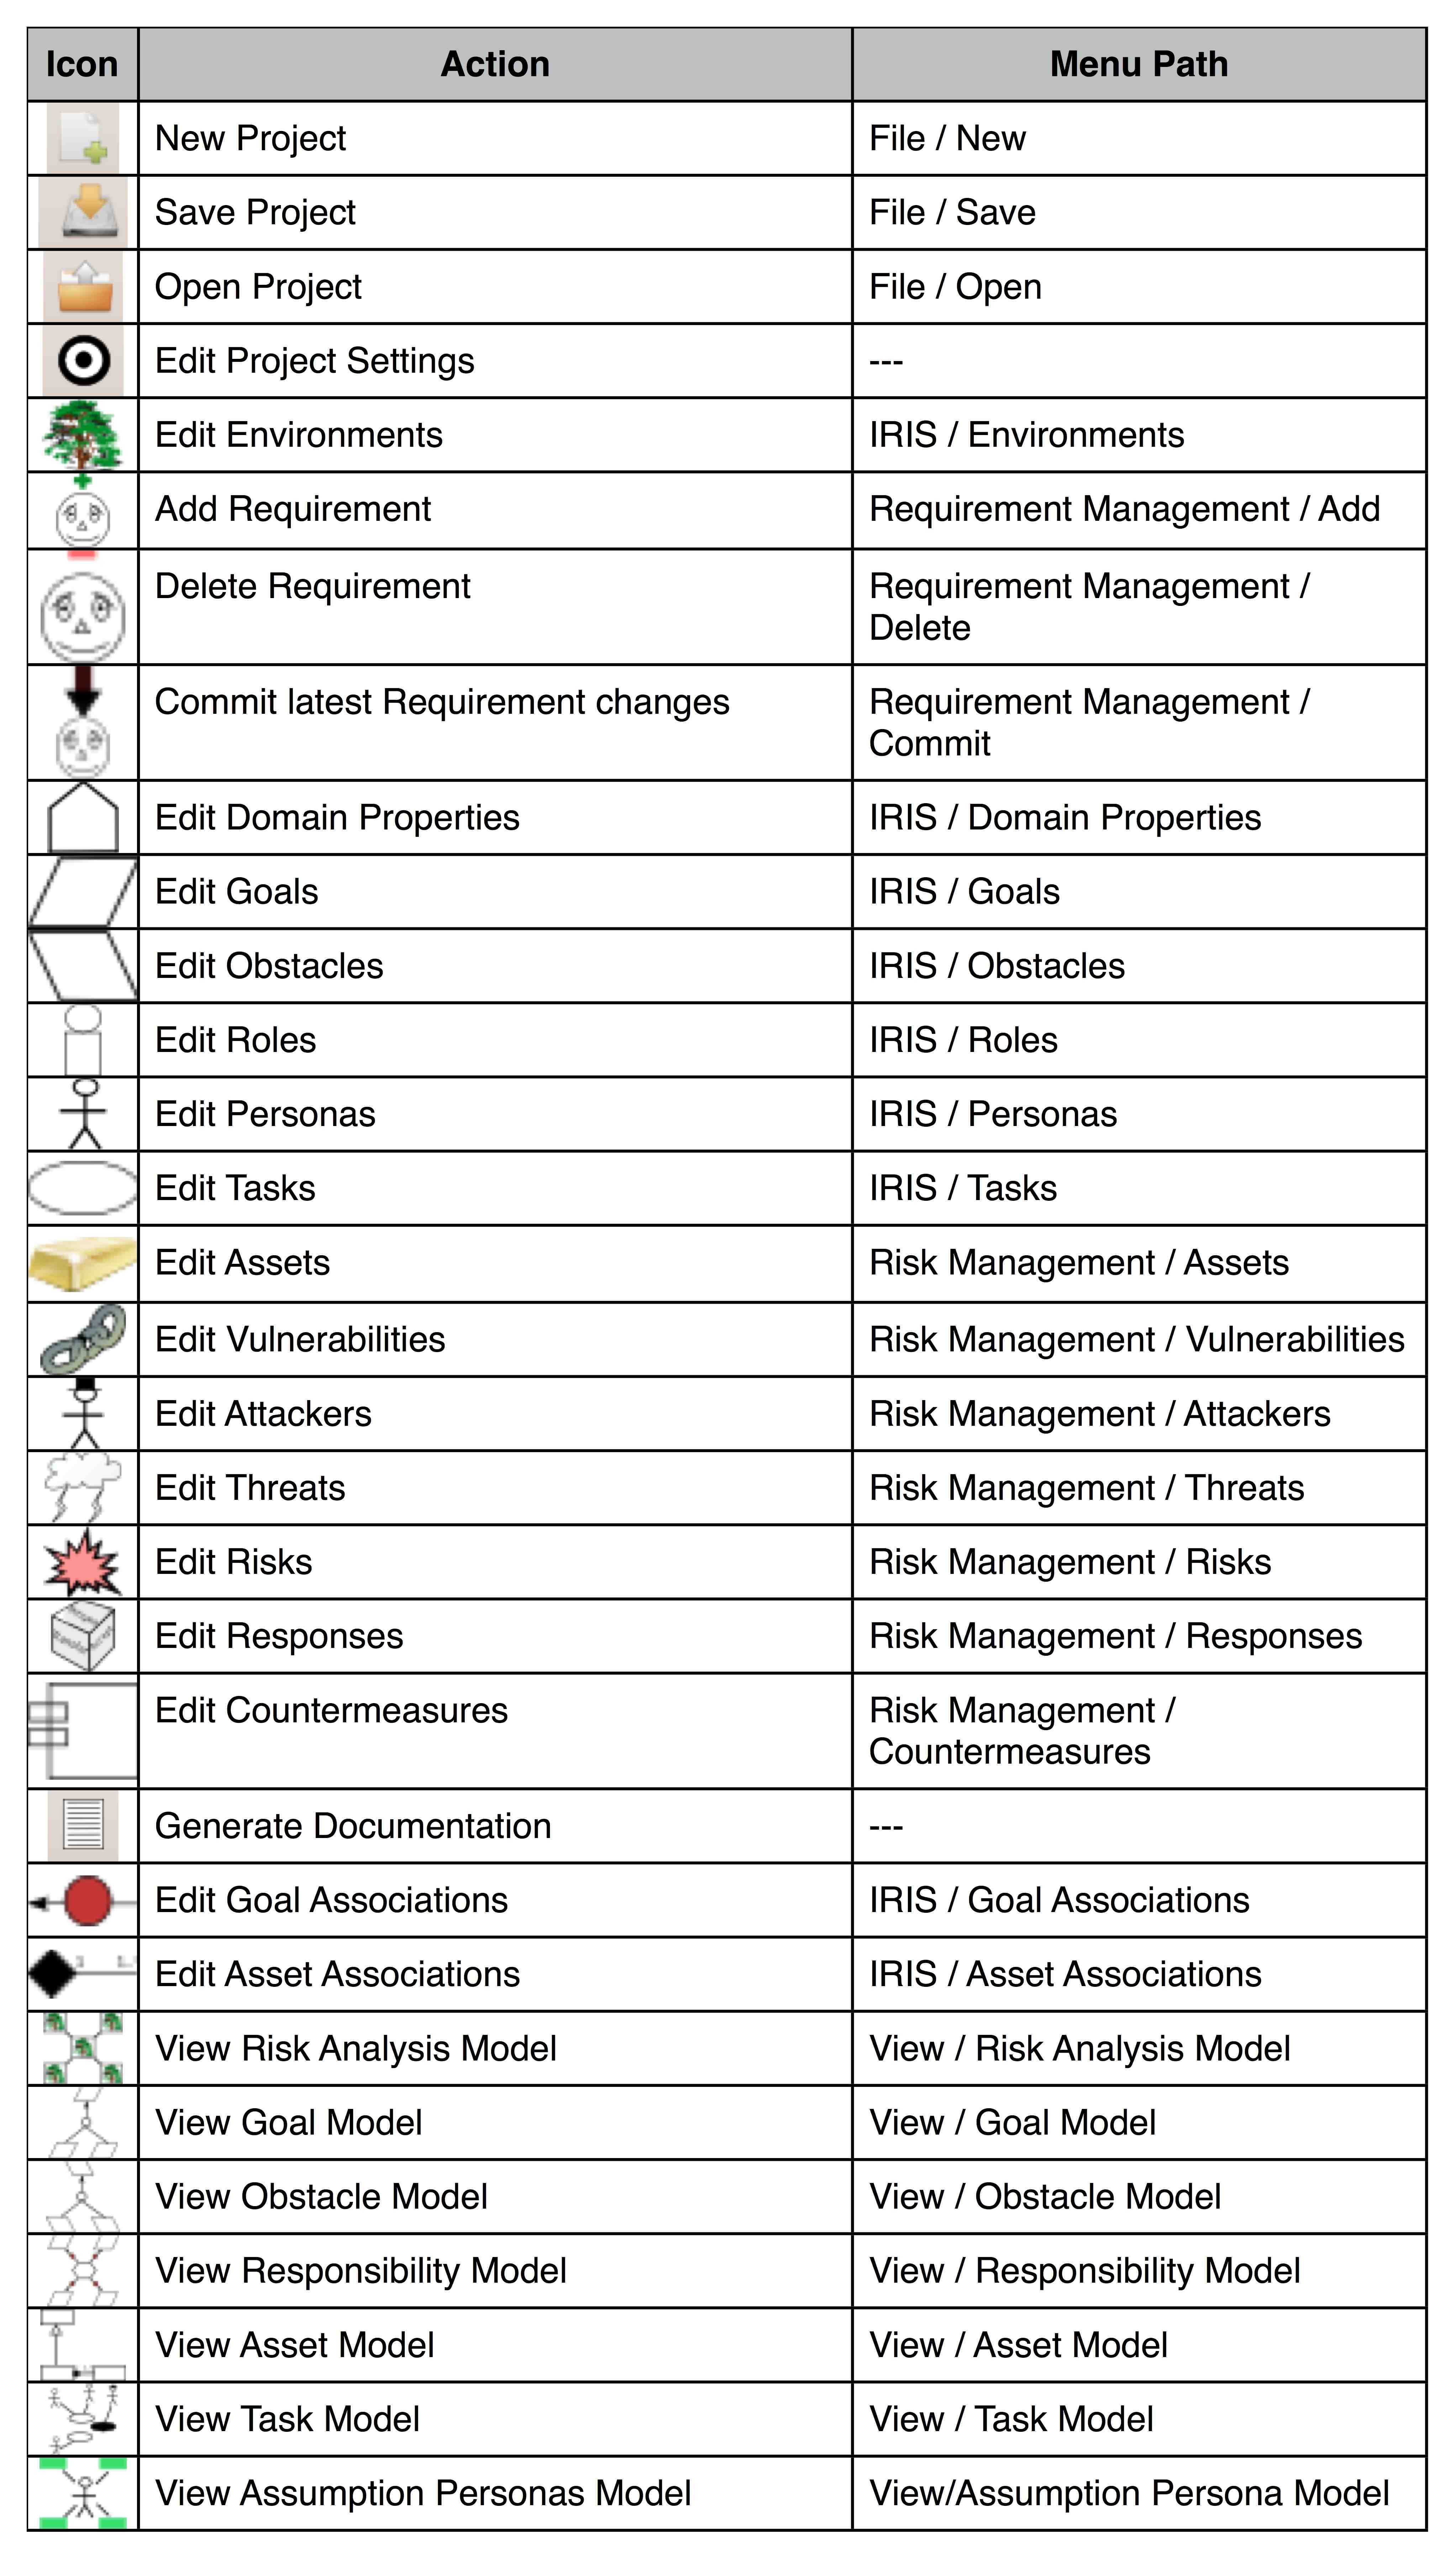 Icon Action Menu Path
New Project File / New
Save Project File / Save
Open Project File / Open
Edit Project Settings ---
Edit Environments IRIS / Environments
Add Requirement Requirement Management / Add
Delete Requirement Requirement Management /
Delete
Commit latest Requirement changes Requirement Management /
Commit
Edit Domain Properties IRIS / Domain Properties
Edit Goals IRIS / Goals
Edit Obstacles IRIS / Obstacles
Edit Roles IRIS / Roles
Edit Personas IRIS / Personas
Edit Tasks IRIS / Tasks
Edit Assets Risk Management / Assets
Edit Vulnerabilities Risk Management / Vulnerabilities
Edit Attackers Risk Management / Attackers
Edit Threats Risk Management / Threats
Edit Risks Risk Management / Risks
Edit Responses Risk Management / Responses
Edit Countermeasures Risk Management /
Countermeasures
Generate Documentation ---
Edit Goal Associations IRIS / Goal Associations
Edit Asset Associations IRIS / Asset Associations
View Risk Analysis Model View / Risk Analysis Model
View Goal Model View / Goal Model
View Obstacle Model View / Obstacle Model
View Responsibility Model View / Responsibility Model
View Asset Model View / Asset Model
View Task Model View / Task Model
View Assumption Personas Model View/Assumption Persona Model